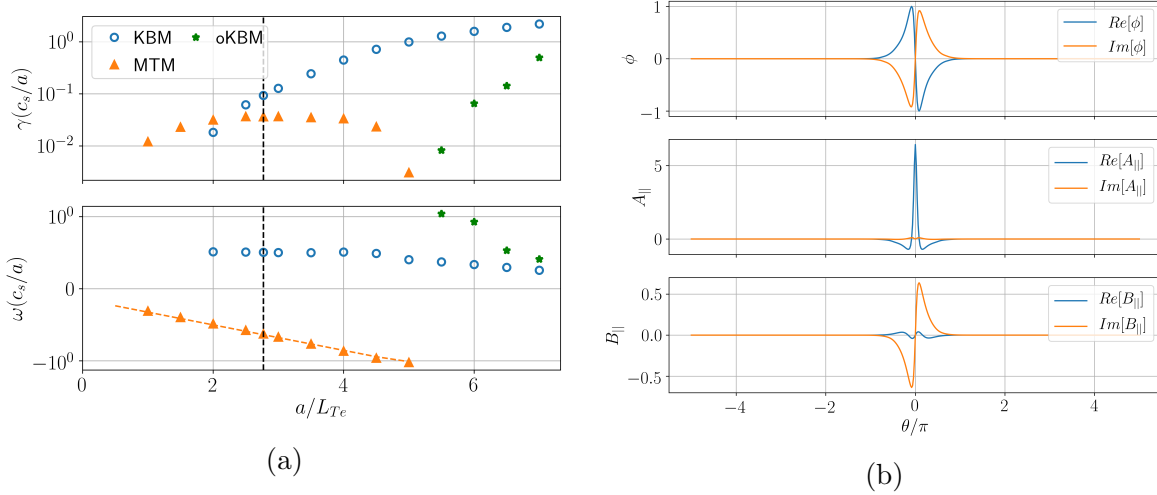 KBM
oKBM
MTM
γ(c_s/a)
10^0
10^{-1}
10^{-2}
ω(c_s/a)
10^0
0
−10^0
0 2 4 6
a/L_{Te}
(a)
ϕ
1
0
−1
Re[ϕ]
Im[ϕ]
A_{||}
5
0
Re[A_{||}]
Im[A_{||}]
B_{||}
0.5
0.0
−0.5
Re[B_{||}]
Im[B_{||}]
−4 −2 0 2 4
θ/π
(b)